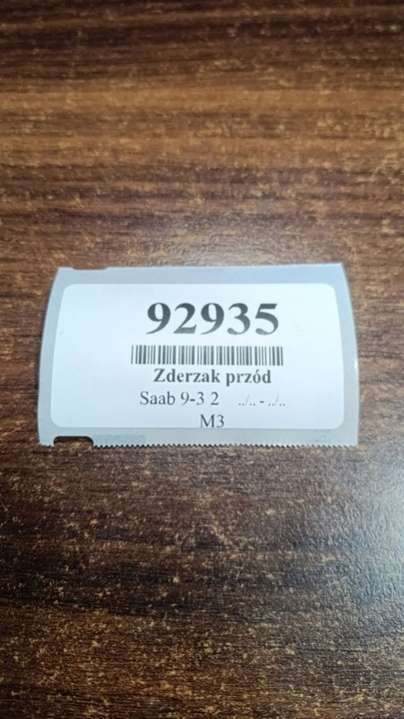 92935
Zderzak przód
Saab 9-3 2 ../.. - ../..
M3